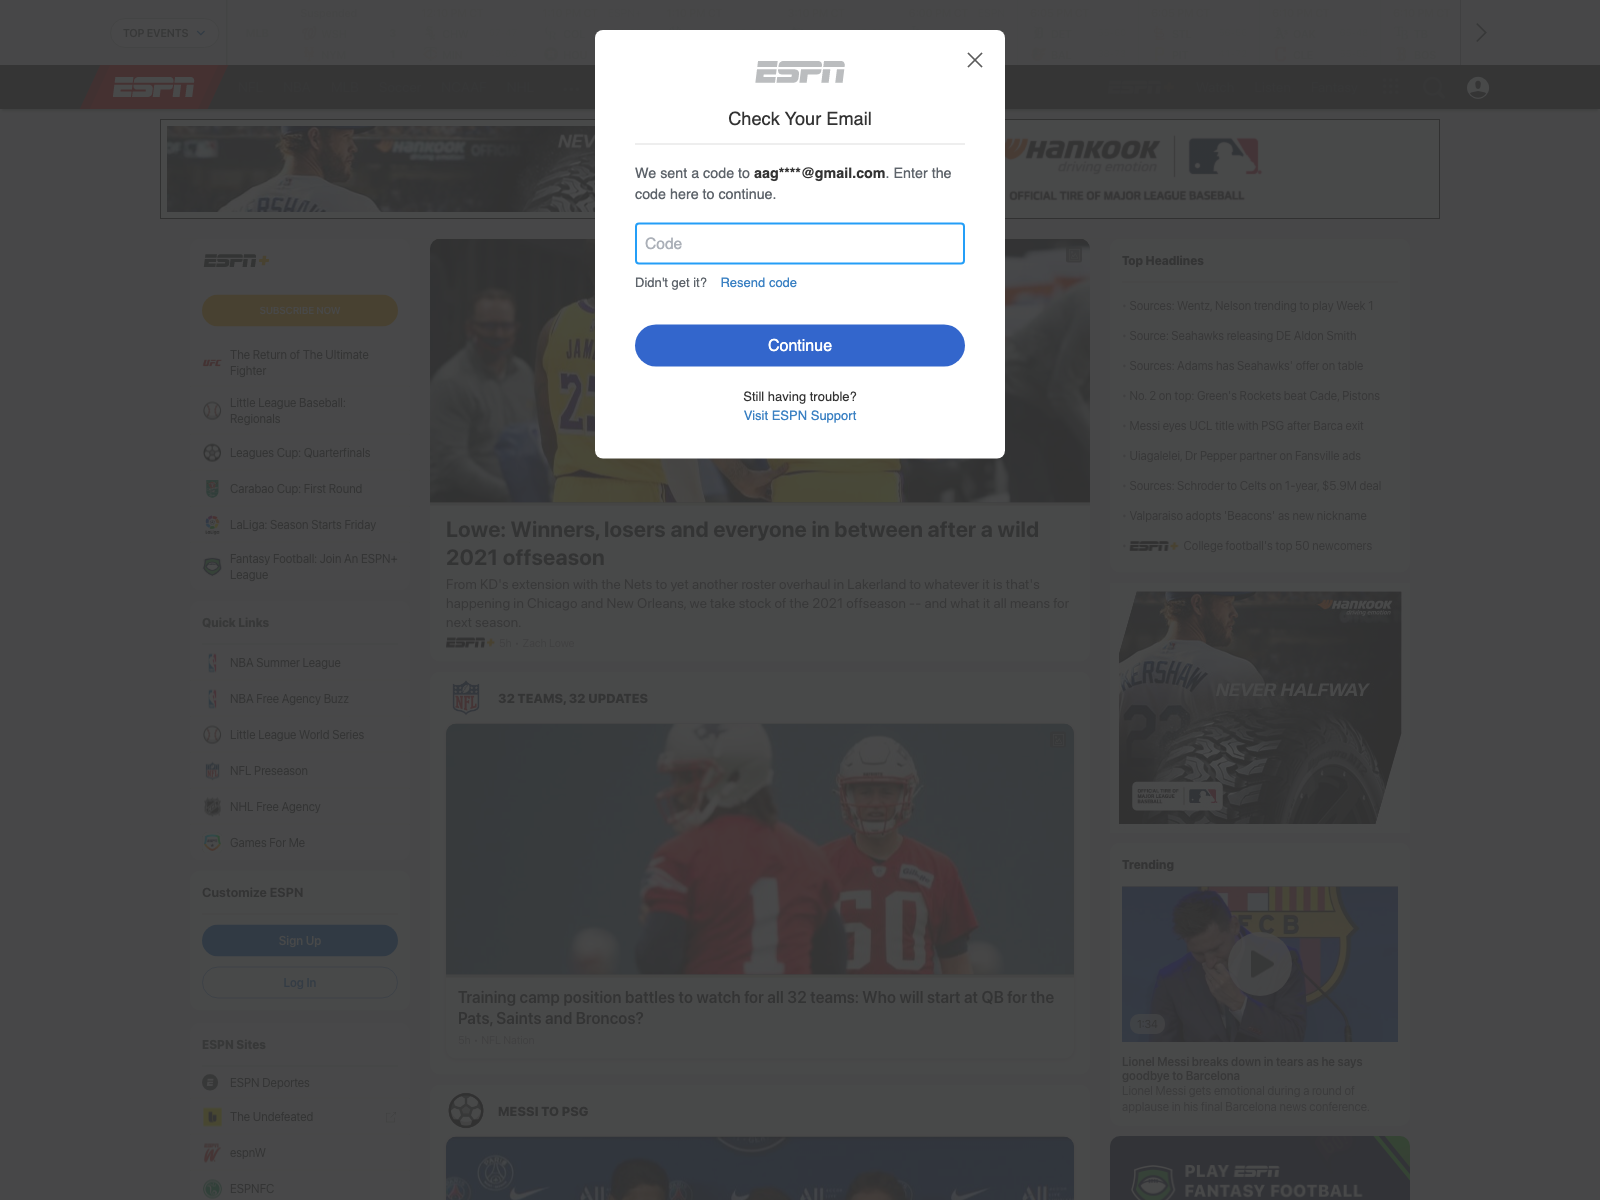 TOP EVENTS
ESPN
ESPN
Check Your Email
We sent a code to aag****@gmail.com. Enter the
code here to continue.
Code
Didn't get it? Resend code
Continue
Still having trouble?
Visit ESPN Support
HANKOOK
driving emotion
OFFICIAL TIRE OF MAJOR LEAGUE BASEBALL
ESPN+
SUBSCRIBE NOW
The Return of The Ultimate
Fighter
Little League Baseball:
Regionals
Leagues Cup: Quarterfinals
Carabao Cup: First Round
LaLiga: Season Starts Friday
Fantasy Football: Join An ESPN+
League
Quick Links
NBA Summer League
NBA Free Agency Buzz
Little League World Series
NFL Preseason
NHL Free Agency
Games For Me
Customize ESPN
Sign Up
Log In
ESPN Sites
ESPN Deportes
The Undefeated
espnW
ESPNFC
Lowe: Winners, losers and everyone in between after a wild
2021 offseason
From KD's extension with the Nets to yet another roster overhaul in Lakerland to whatever it is that's
happening in Chicago and New Orleans, we take stock of the 2021 offseason -- and what it all means for
next season.
ESPN+ 5h • Zach Lowe
NFL
32 TEAMS, 32 UPDATES
1
50
Training camp position battles to watch for all 32 teams: Who will start at QB for the
Pats, Saints and Broncos?
5h • NFL Nation
MESSI TO PSG
Top Headlines
Sources: Wentz, Nelson trending to play Week 1
Source: Seahawks releasing DE Aldon Smith
Sources: Adams has Seahawks' offer on table
No. 2 on top: Green's Rockets beat Cade, Pistons
Messi eyes UCL title with PSG after Barca exit
Uiagalelei, Dr Pepper partner on Fansville ads
Sources: Schroder to Celts on 1-year, $5.9M deal
Valparaiso adopts 'Beacons' as new nickname
ESPN+ College football's top 50 newcomers
HANKOOK
driving emotion
KERSHAW
22
NEVER HALFWAY
OFFICIAL TIRE OF
MAJOR LEAGUE
BASEBALL
Trending
FCB
1:34
Lionel Messi breaks down in tears as he says
goodbye to Barcelona
Lionel Messi gets emotional during a round of
applause in his final Barcelona news conference.
PLAY ESPN
FANTASY FOOTBALL